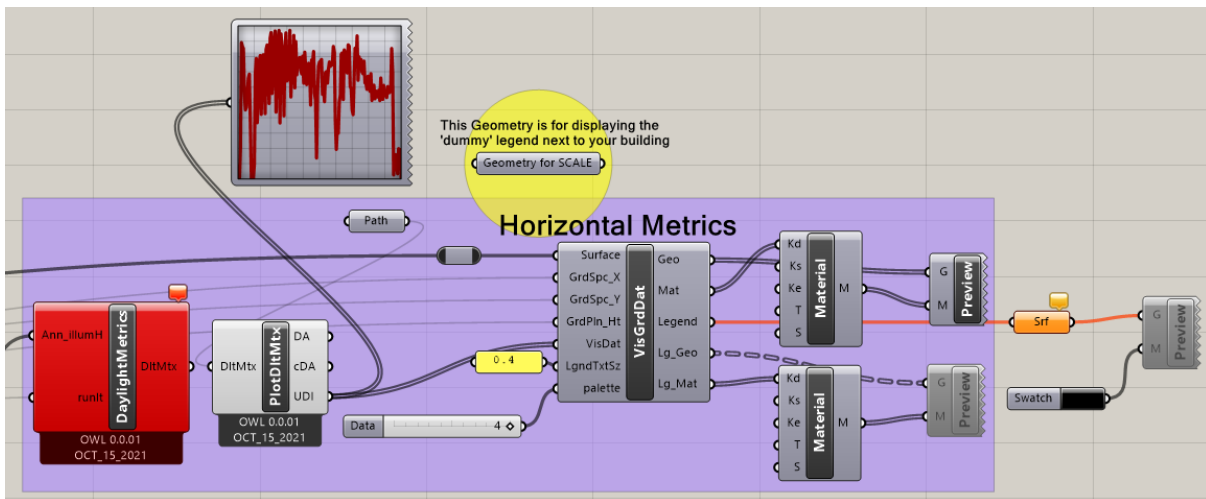 This Geometry is for displaying the
'dummy' legend next to your building
Geometry for SCALE
Path
Horizontal Metrics
Ann_illumH
runIt
DaylightMetrics
DltMtx
OWL 0.0.01
OCT_15_2021
DltMtx
PlotDltMtx
DA
cDA
UDI
OWL 0.0.01
OCT_15_2021
0.4
Data
4
Surface
GrdSpc_X
GrdSpc_Y
GrdPln_Ht
VisDat
LgndTxtSz
palette
VisGrdDat
Geo
Mat
Legend
Lg_Geo
Lg_Mat
Kd
Ks
Ke
T
S
Material
M
Kd
Ks
Ke
T
S
Material
M
G
M
Preview
G
M
Preview
Srf
Swatch
G
M
Preview